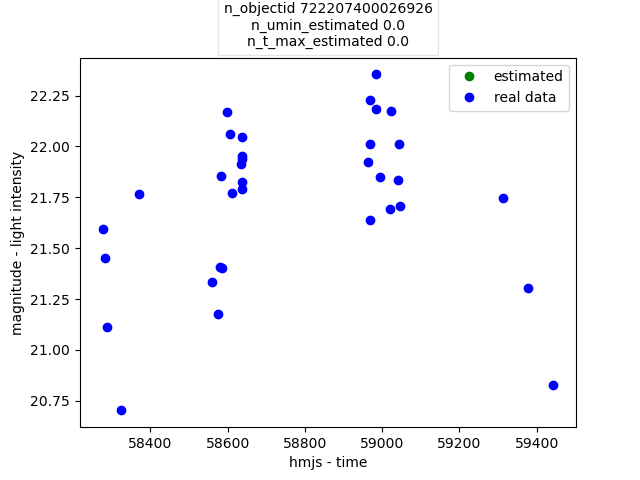 n_objectid 722207400026926
n_umin_estimated 0.0
n_t_max_estimated 0.0
estimated
real data
magnitude - light intensity
22.25
22.00
21.75
21.50
21.25
21.00
20.75
58400 58600 58800 59000 59200 59400
hmjs - time